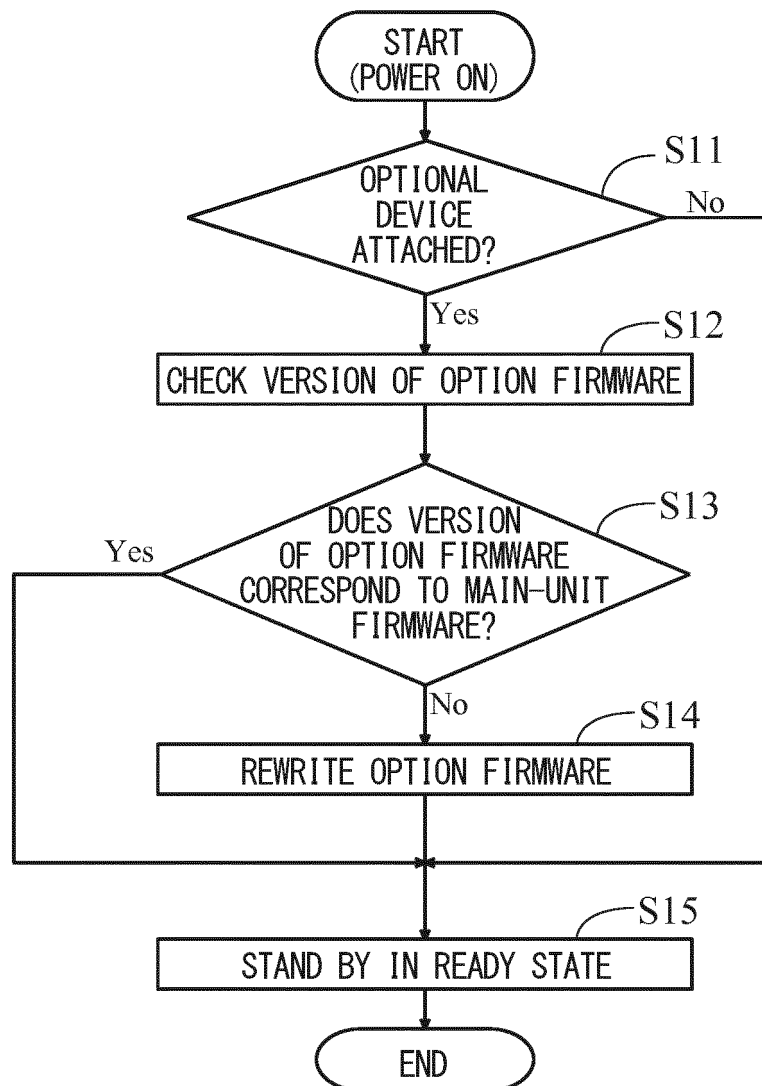 START
(POWER ON)
S11
OPTIONAL
DEVICE
ATTACHED?
No
Yes
S12
CHECK VERSION OF OPTION FIRMWARE
S13
DOES VERSION
OF OPTION FIRMWARE
CORRESPOND TO MAIN-UNIT
FIRMWARE?
Yes
No
S14
REWRITE OPTION FIRMWARE
S15
STAND BY IN READY STATE
END